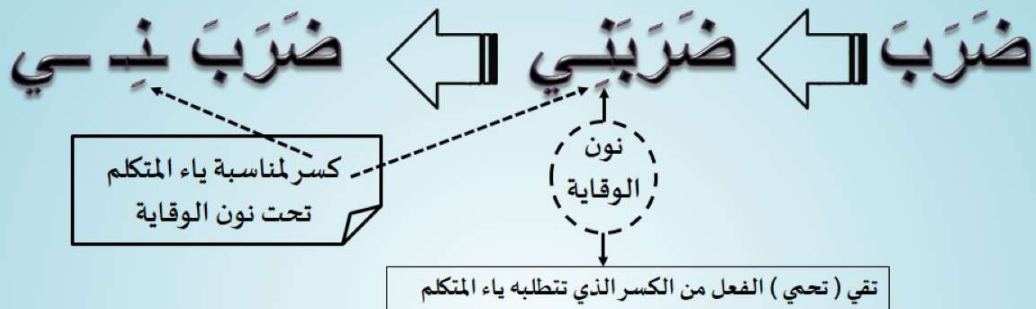 ضَرَبَ ضَرَبَنِي ضَرَبَ نِـ ـي
نون
الوقاية
كسر لمناسبة ياء المتكلم
تحت نون الوقاية
تقي ( تحمي ) الفعل من الكسر الذي تتطلبه ياء المتكلم